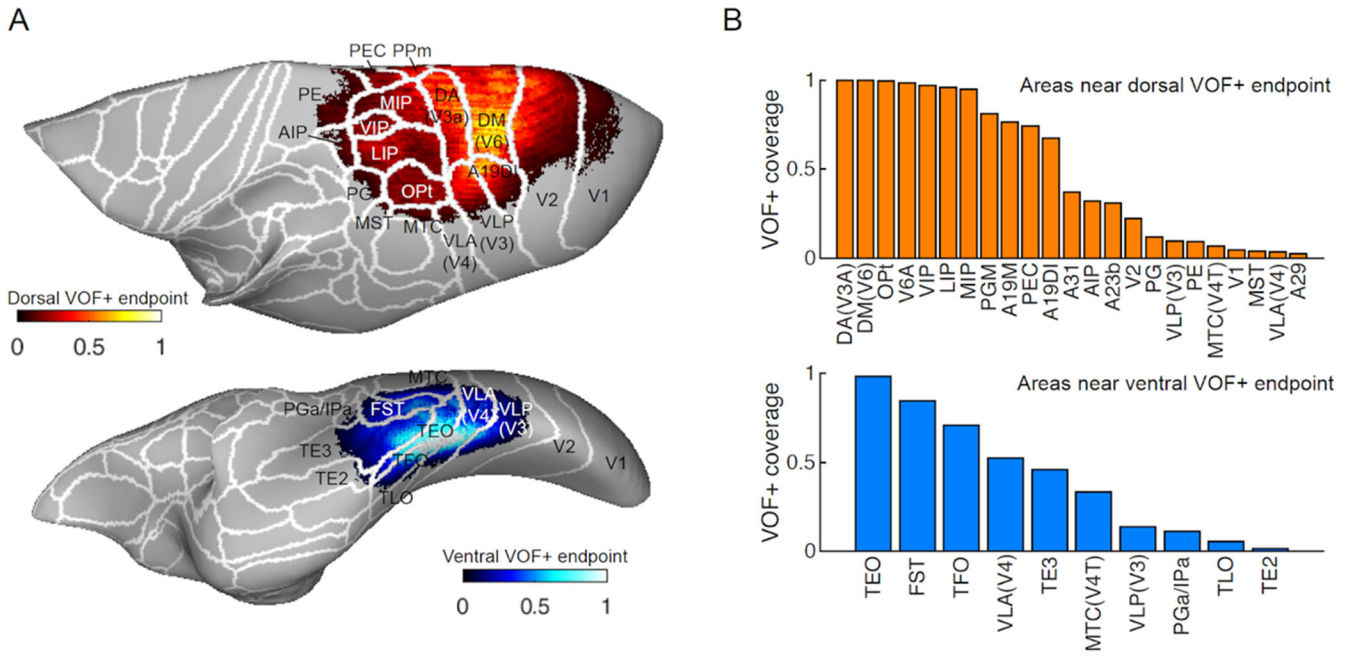 A
PEC PPm
PE
MIP
DA
(V3a)
AIP
VIP
DM
(V6)
LIP
A19DI
PG
OPt
V2
V1
MST
MTC
VLP
(V3)
VLA
(V4)
Dorsal VOF+ endpoint
0 0.5 1
MTC
PGa/IPa
FST
VLA
(V4)
VLP
(V3)
TEO
TE3
TFO
V2
V1
TE2
TLO
Ventral VOF+ endpoint
0 0.5 1
B
Areas near dorsal VOF+ endpoint
VOF+ coverage
1
0.5
0
DA(V3A)
DM(V6)
OPt
V6A
VIP
LIP
MIP
PGM
A19M
PEC
A19DI
A31
AIP
A23b
V2
PG
VLP(V3)
PE
MTC(V4T)
V1
MST
VLA(V4)
A29
Areas near ventral VOF+ endpoint
VOF+ coverage
1
0.5
0
TEO
FST
TFO
VLA(V4)
TE3
MTC(V4T)
VLP(V3)
PGa/IPa
TLO
TE2